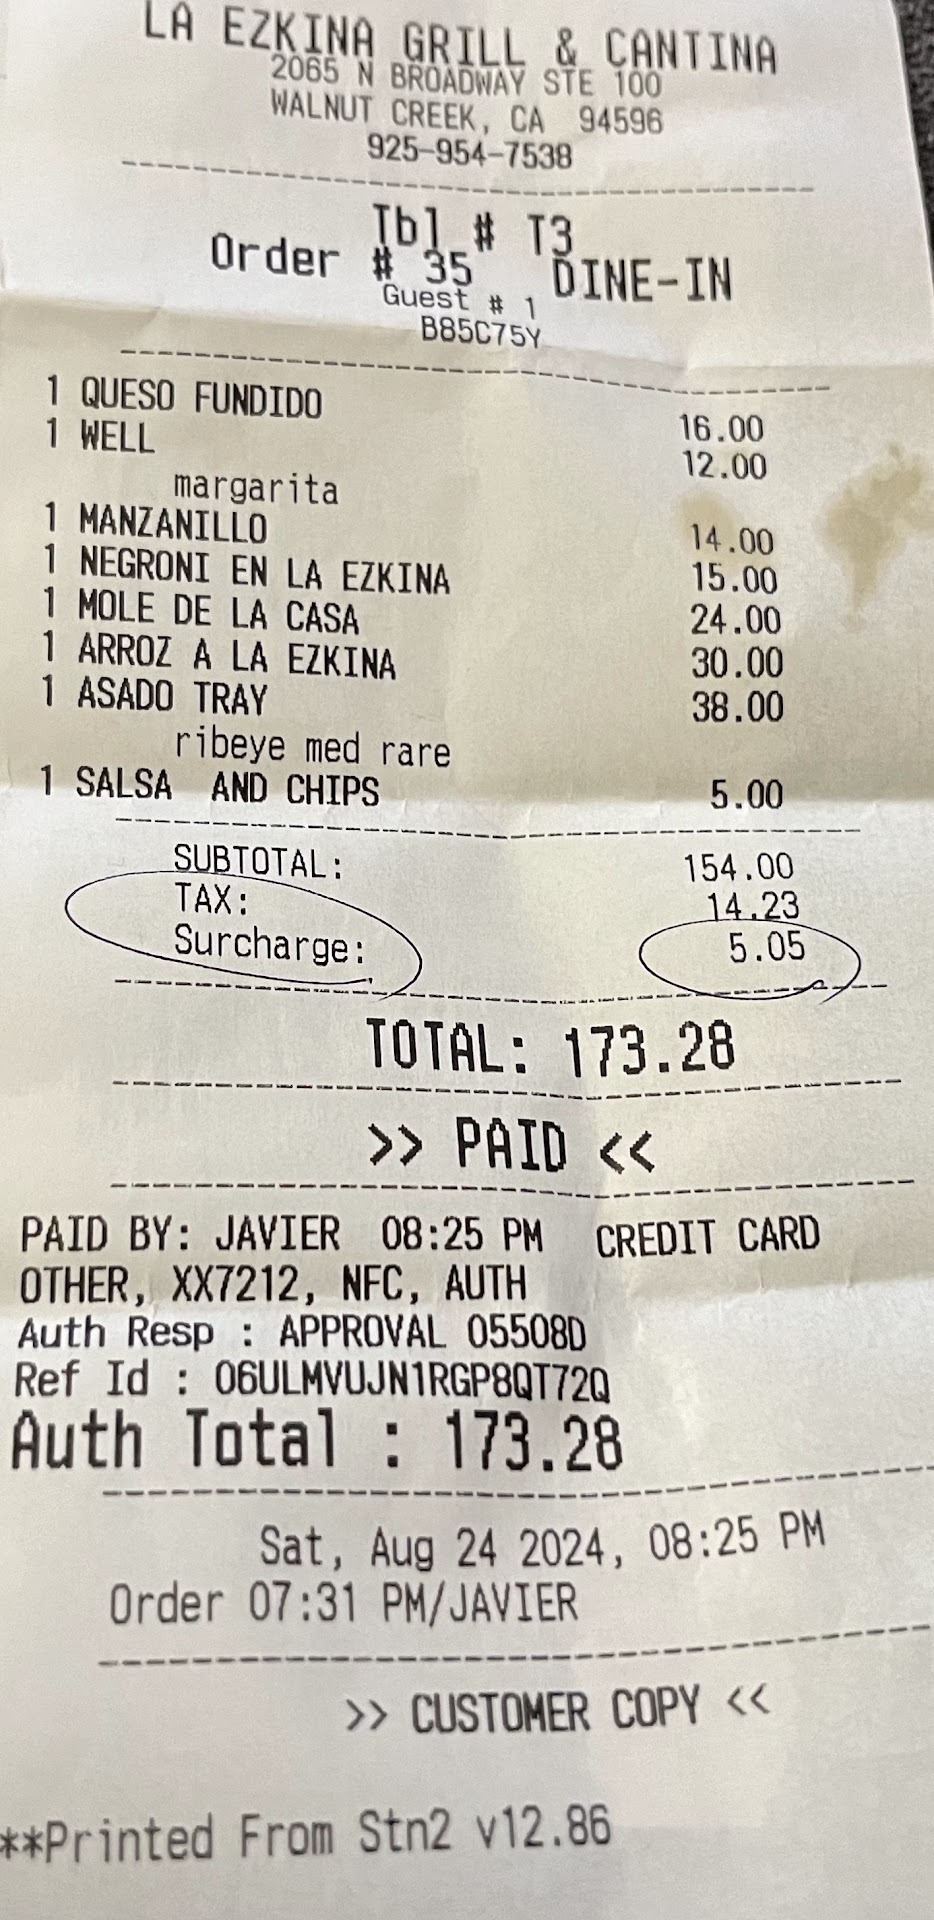 LA EZKINA GRILL & CANTINA
2065 N BROADWAY STE 100
WALNUT CREEK, CA 94596
925-954-7538
Tbl # T3
Order # 35 DINE-IN
Guest # 1
B85C75Y
1 QUESO FUNDIDO 16.00
1 WELL 12.00
margarita
1 MANZANILLO 14.00
1 NEGRONI EN LA EZKINA 15.00
1 MOLE DE LA CASA 24.00
1 ARROZ A LA EZKINA 30.00
1 ASADO TRAY 38.00
ribeye med rare
1 SALSA AND CHIPS 5.00
SUBTOTAL: 154.00
TAX: 14.23
Surcharge: 5.05
TOTAL: 173.28
>> PAID <<
PAID BY: JAVIER 08:25 PM CREDIT CARD
OTHER, XX7212, NFC, AUTH
Auth Resp : APPROVAL 05508D
Ref Id : 06ULMVUJN1RGP8QT72Q
Auth Total : 173.28
Sat, Aug 24 2024, 08:25 PM
Order 07:31 PM/JAVIER
>> CUSTOMER COPY <<
**Printed From Stn2 v12.86